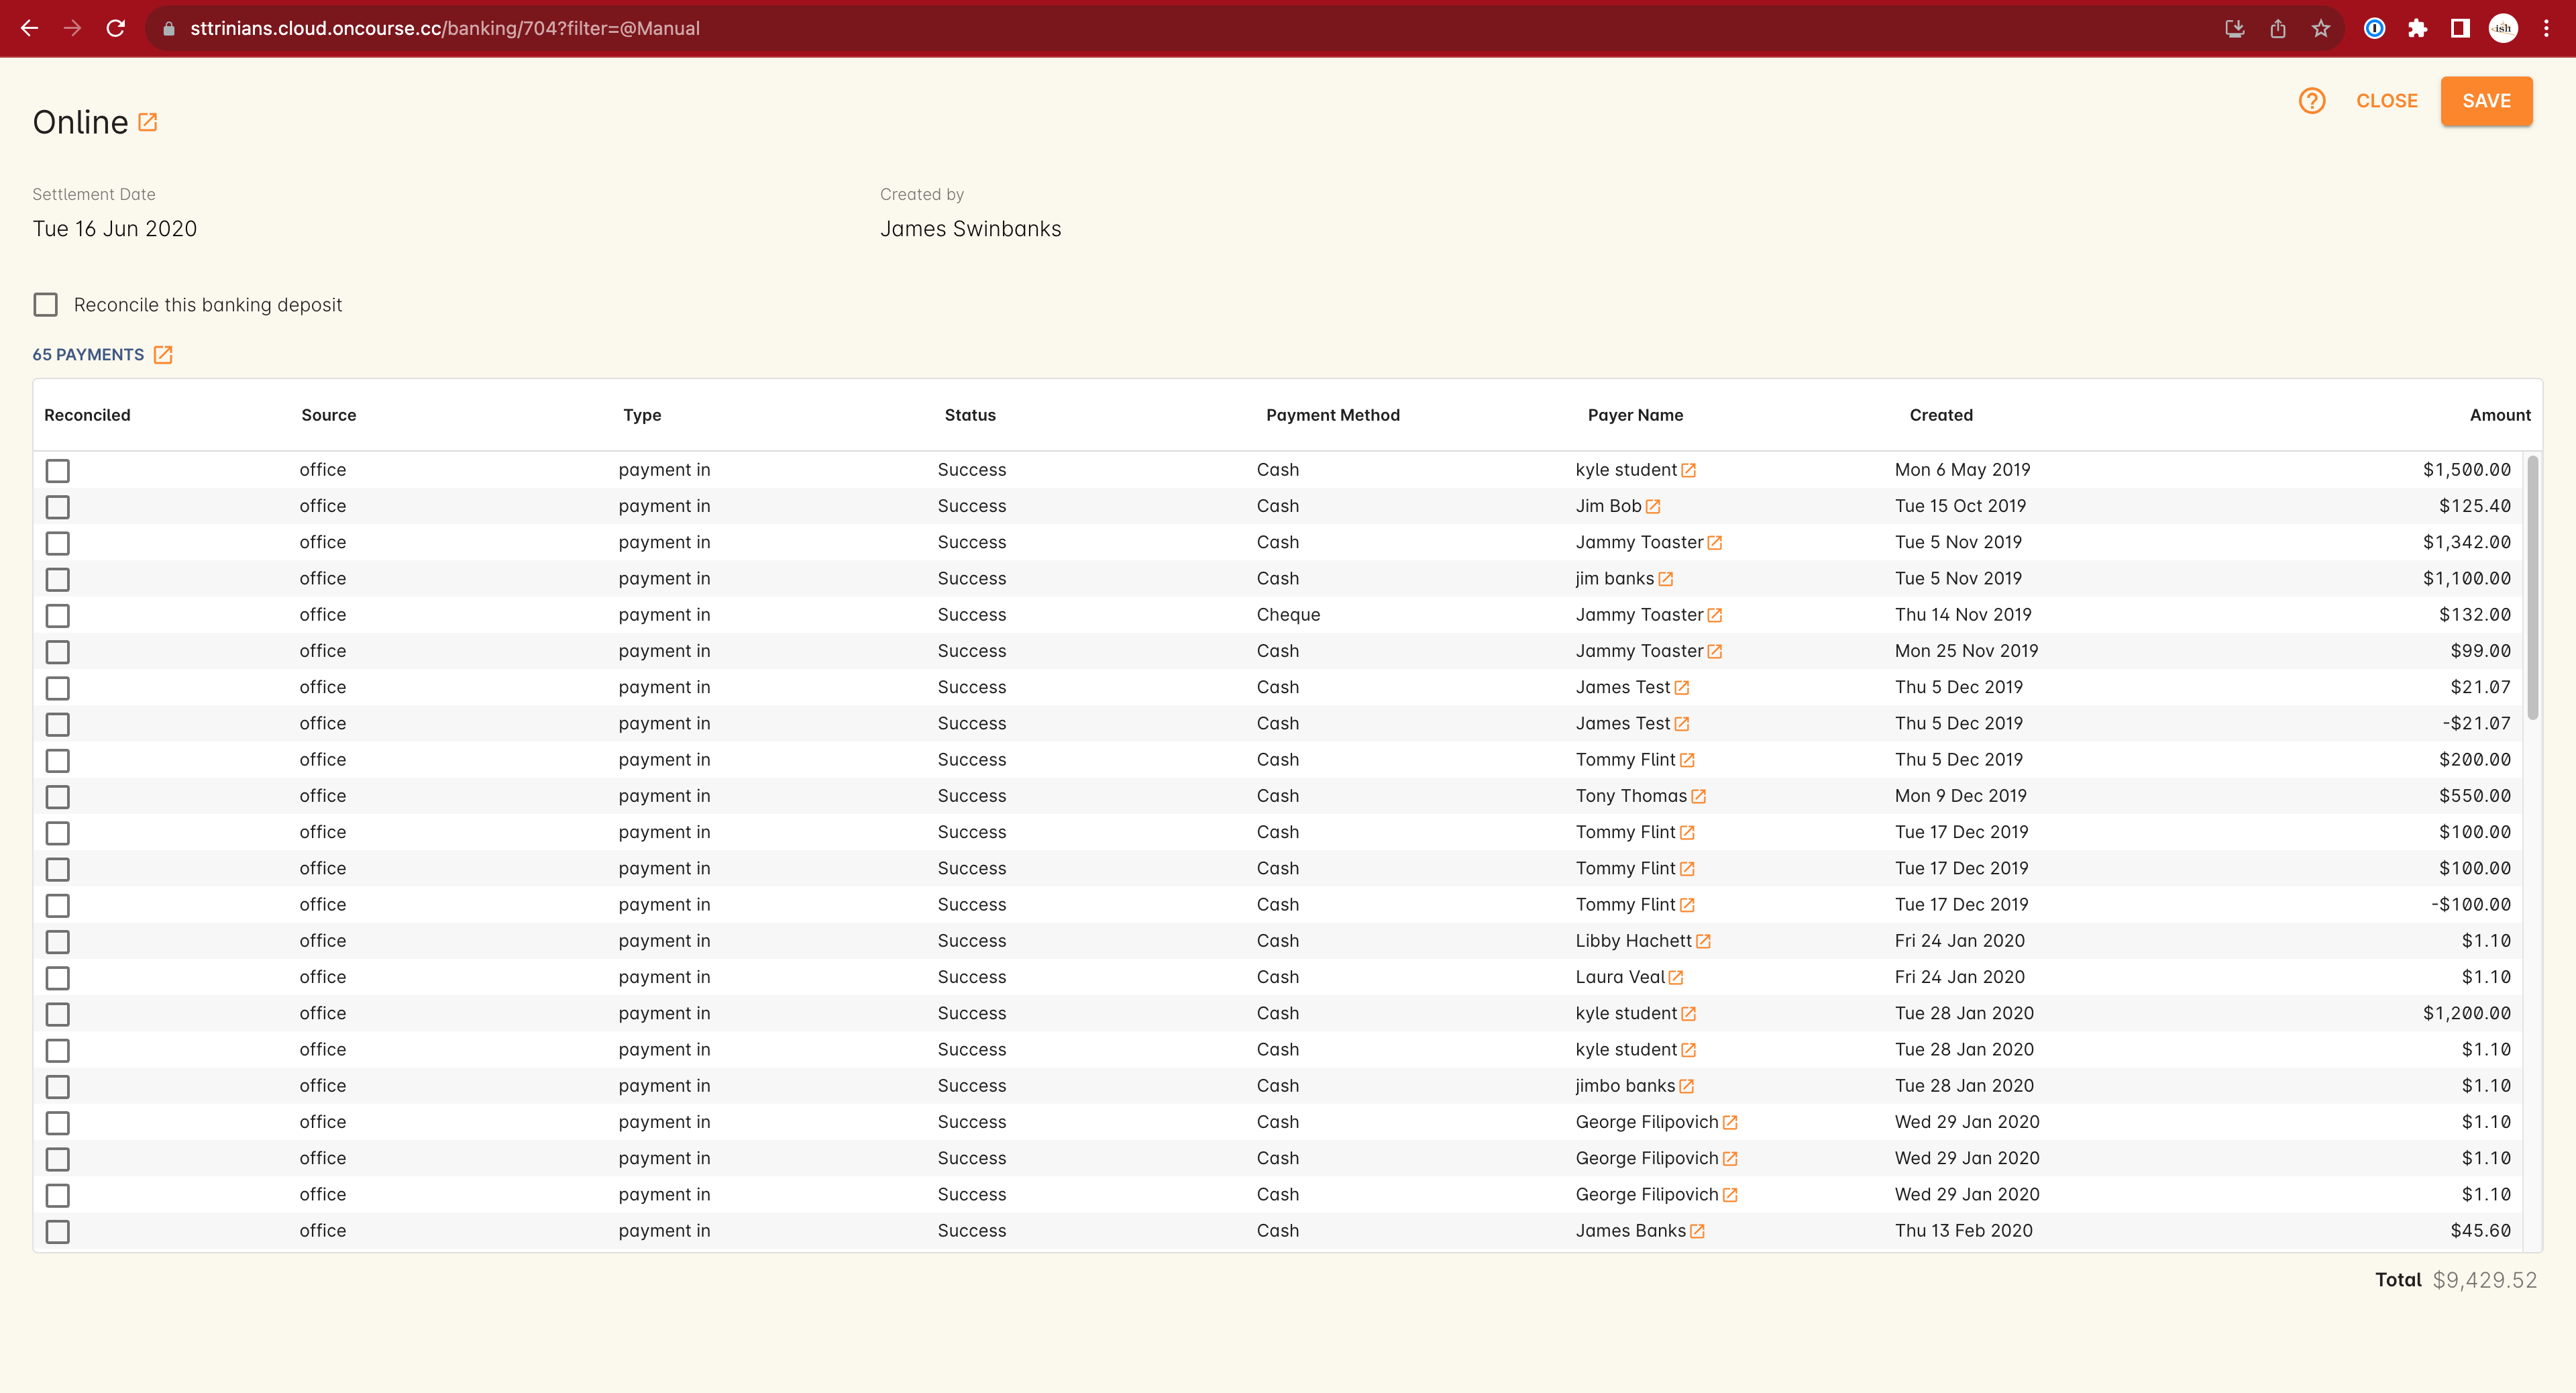 sttrinians.cloud.oncourse.cc/banking/704?filter=@Manual
ish
Online
CLOSE SAVE
Settlement Date Created by
Tue 16 Jun 2020 James Swinbanks
Reconcile this banking deposit
65 PAYMENTS
Reconciled Source Type Status Payment Method Payer Name Created Amount
office payment in Success Cash kyle student Mon 6 May 2019 $1,500.00
office payment in Success Cash Jim Bob Tue 15 Oct 2019 $125.40
office payment in Success Cash Jammy Toaster Tue 5 Nov 2019 $1,342.00
office payment in Success Cash jim banks Tue 5 Nov 2019 $1,100.00
office payment in Success Cheque Jammy Toaster Thu 14 Nov 2019 $132.00
office payment in Success Cash Jammy Toaster Mon 25 Nov 2019 $99.00
office payment in Success Cash James Test Thu 5 Dec 2019 $21.07
office payment in Success Cash James Test Thu 5 Dec 2019 -$21.07
office payment in Success Cash Tommy Flint Thu 5 Dec 2019 $200.00
office payment in Success Cash Tony Thomas Mon 9 Dec 2019 $550.00
office payment in Success Cash Tommy Flint Tue 17 Dec 2019 $100.00
office payment in Success Cash Tommy Flint Tue 17 Dec 2019 $100.00
office payment in Success Cash Tommy Flint Tue 17 Dec 2019 -$100.00
office payment in Success Cash Libby Hachett Fri 24 Jan 2020 $1.10
office payment in Success Cash Laura Veal Fri 24 Jan 2020 $1.10
office payment in Success Cash kyle student Tue 28 Jan 2020 $1,200.00
office payment in Success Cash kyle student Tue 28 Jan 2020 $1.10
office payment in Success Cash jimbo banks Tue 28 Jan 2020 $1.10
office payment in Success Cash George Filipovich Wed 29 Jan 2020 $1.10
office payment in Success Cash George Filipovich Wed 29 Jan 2020 $1.10
office payment in Success Cash George Filipovich Wed 29 Jan 2020 $1.10
office payment in Success Cash James Banks Thu 13 Feb 2020 $45.60
Total $9,429.52